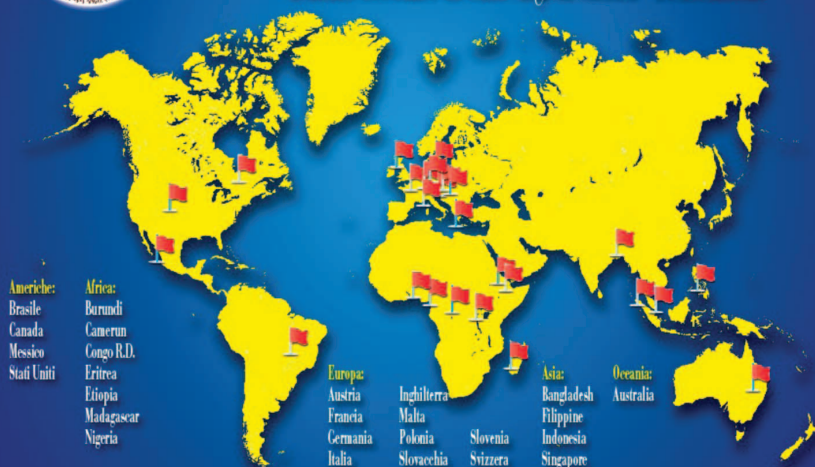 Americhe:
Brasile
Canada
Messico
Stati Uniti
Africa:
Burundi
Camerun
Congo R.D.
Eritrea
Etiopia
Madagascar
Nigeria
Europa:
Austria
Francia
Germania
Italia
Inghilterra
Malta
Polonia
Slovacchia
Slovenia
Svizzera
Asia:
Bangladesh
Filippine
Indonesia
Singapore
Oceania:
Australia